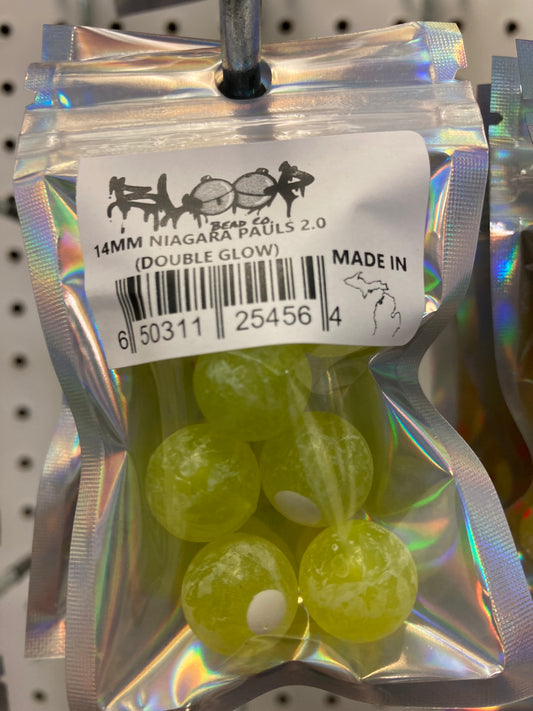 BLOOP
BEAD CO.
14MM NIAGARA PAULS 2.0
(DOUBLE GLOW)
MADE IN
6 50311 25456 4